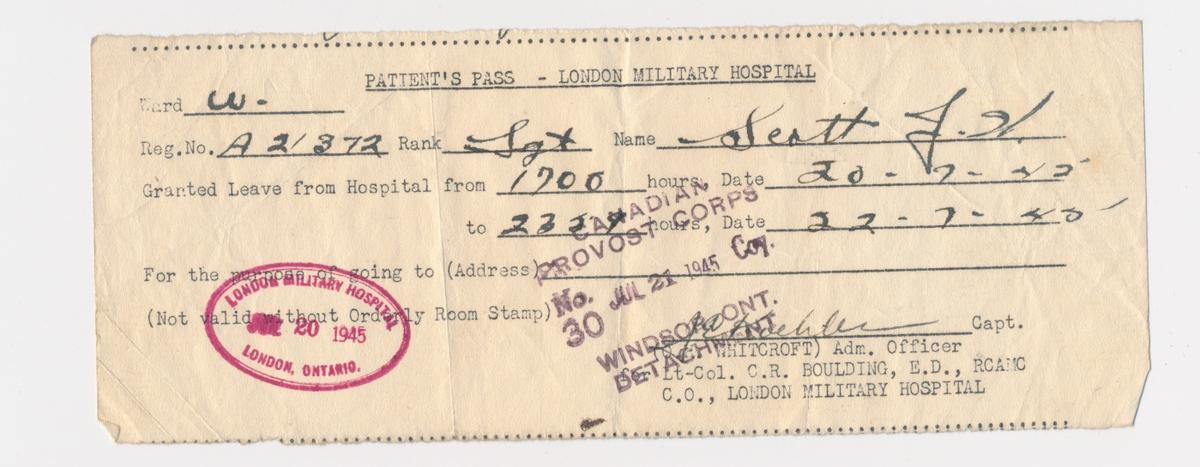 PATIENT'S PASS - LONDON MILITARY HOSPITAL
Ward W-
Reg.No. A 21372 Rank Sgt Name Scott J.W.
Granted Leave from Hospital from 1700 hours, Date 20-7-45
to 2359 hours, Date 22-7-45
For the purpose of going to (Address)
(Not valid without Orderly Room Stamp)
Capt.
WHITCROFT) Adm. Officer
for Lt-Col. C.R. BOULDING, E.D., RCAMC
C.O., LONDON MILITARY HOSPITAL
LONDON MILITARY HOSPITAL
JUL 20 1945
LONDON, ONTARIO.
CANADIAN
PROVOST CORPS
No. JUL 21 1945 Coy.
30
WINDSOR ONT.
DETACHMENT